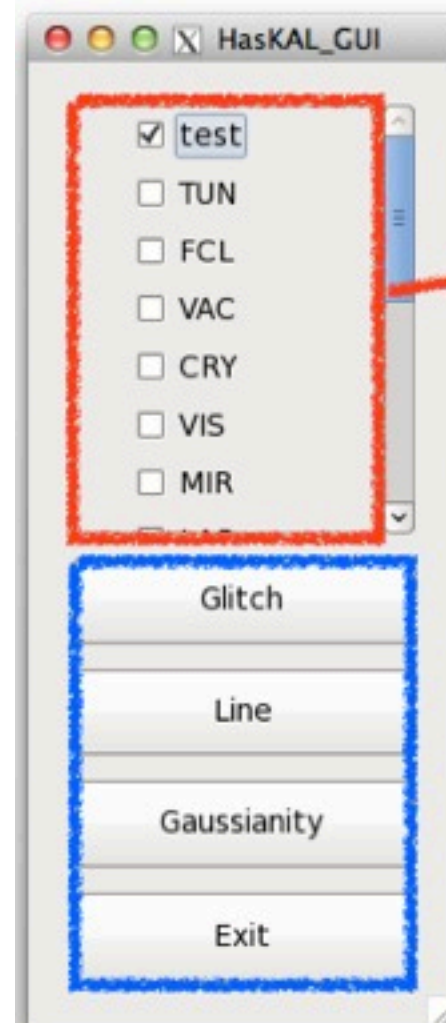 HasKAL_GUI
test
TUN
FCL
VAC
CRY
VIS
MIR
Glitch
Line
Gaussianity
Exit